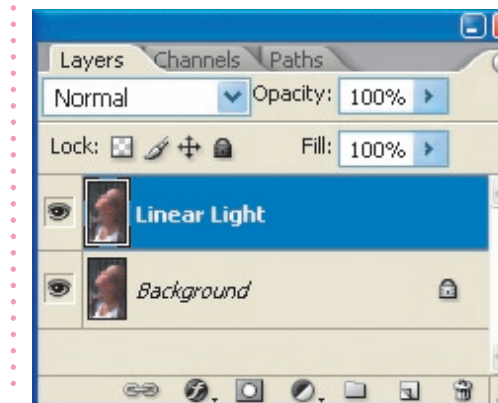 Layers Channels Paths
Normal Opacity: 100%
Lock: Fill: 100%
Linear Light
Background